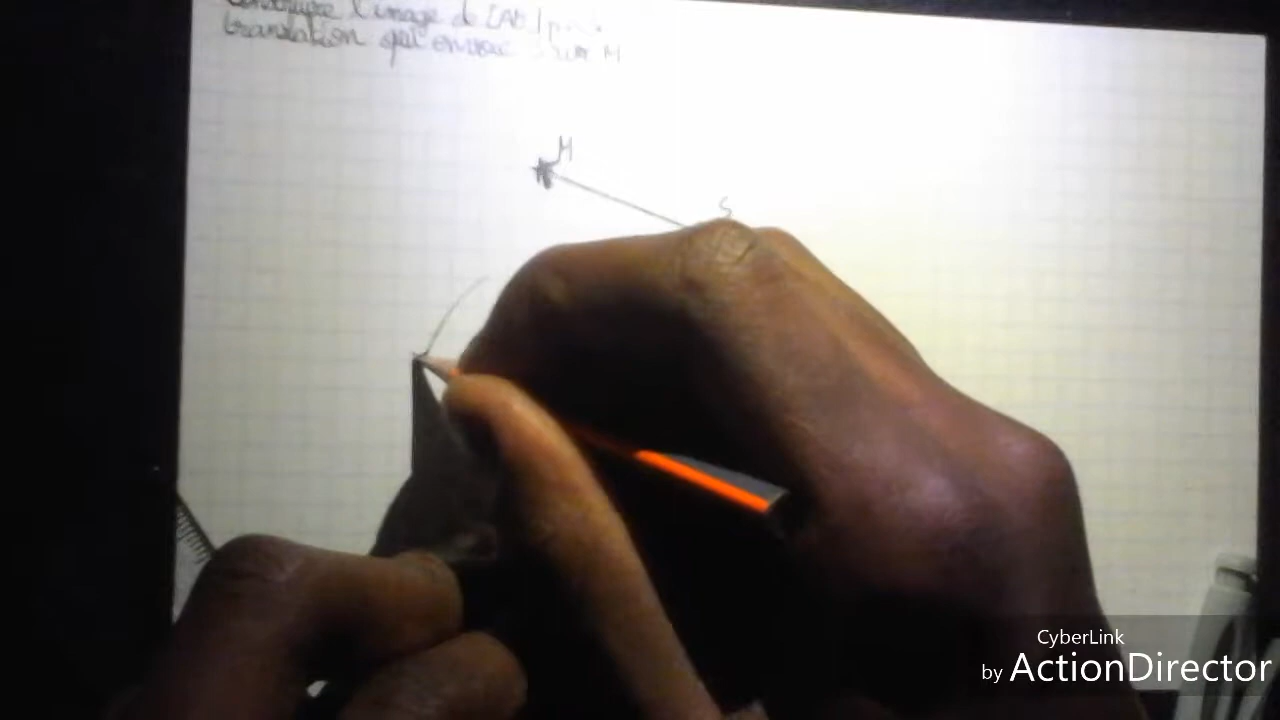 Construire l'image de [AB] par la
translation qui envoie S sur M
M
S
CyberLink
by ActionDirector